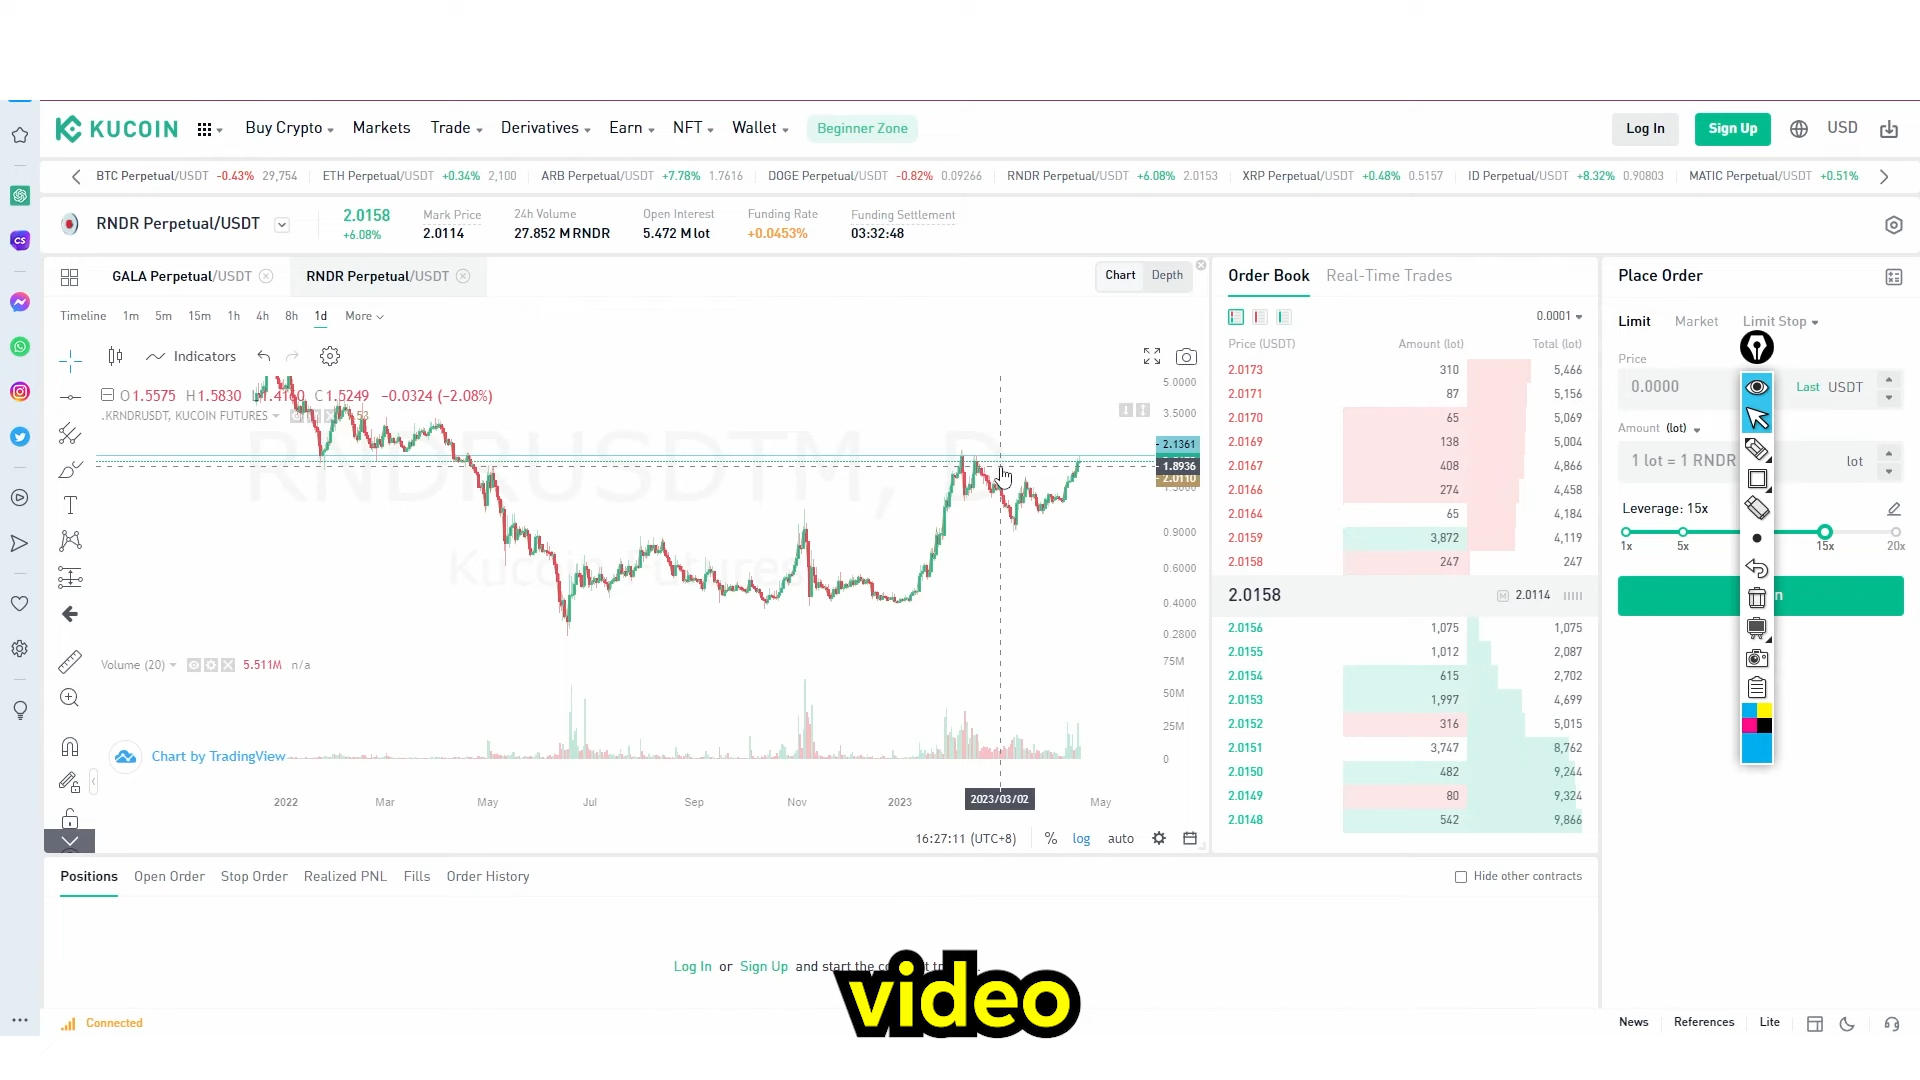 KUCOIN Buy Crypto Markets Trade Derivatives Earn NFT Wallet Beginner Zone Log In Sign Up USD
BTC Perpetual/USDT -0.43% 29,754 ETH Perpetual/USDT +0.34% 2,100 ARB Perpetual/USDT +7.78% 1.7616 DOGE Perpetual/USDT -0.82% 0.09266 RNDR Perpetual/USDT +6.08% 2.0153 XRP Perpetual/USDT +0.48% 0.5157 ID Perpetual/USDT +8.32% 0.90803 MATIC Perpetual/USDT +0.51%
RNDR Perpetual/USDT
2.0158
+6.08%
Mark Price
2.0114
24h Volume
27.852 M RNDR
Open Interest
5.472 M lot
Funding Rate
+0.0453%
Funding Settlement
03:32:48
GALA Perpetual/USDT RNDR Perpetual/USDT Chart Depth
Timeline 1m 5m 15m 1h 4h 8h 1d More
Indicators
O1.5575 H1.5830 L1.4160 C1.5249 -0.0324 (-2.08%)
.KRNDRUSDT, KUCOIN FUTURES
RNDRUSDTM, D
Kucoin Futures
5.0000
3.5000
2.1361
1.8936
2.0110
0.9000
0.6000
0.4000
0.2800
Volume (20) 5.511M n/a
75M
50M
25M
0
Chart by TradingView
2022 Mar May Jul Sep Nov 2023 2023/03/02 May
16:27:11 (UTC+8) % log auto
Order Book Real-Time Trades
0.0001
Price (USDT) Amount (lot) Total (lot)
2.0173 310 5,466
2.0171 87 5,156
2.0170 65 5,069
2.0169 138 5,004
2.0167 408 4,866
2.0166 274 4,458
2.0164 65 4,184
2.0159 3,872 4,119
2.0158 247 247
2.0158 M 2.0114
2.0156 1,075 1,075
2.0155 1,012 2,087
2.0154 615 2,702
2.0153 1,997 4,699
2.0152 316 5,015
2.0151 3,747 8,762
2.0150 482 9,244
2.0149 80 9,324
2.0148 542 9,866
Place Order
Limit Market Limit Stop
Price
0.0000 Last USDT
Amount (lot)
1 lot = 1 RNDR lot
Leverage: 15x
1x 5x 15x 20x
Positions Open Order Stop Order Realized PNL Fills Order History Hide other contracts
Log In or Sign Up and start the
video
Connected
News References Lite